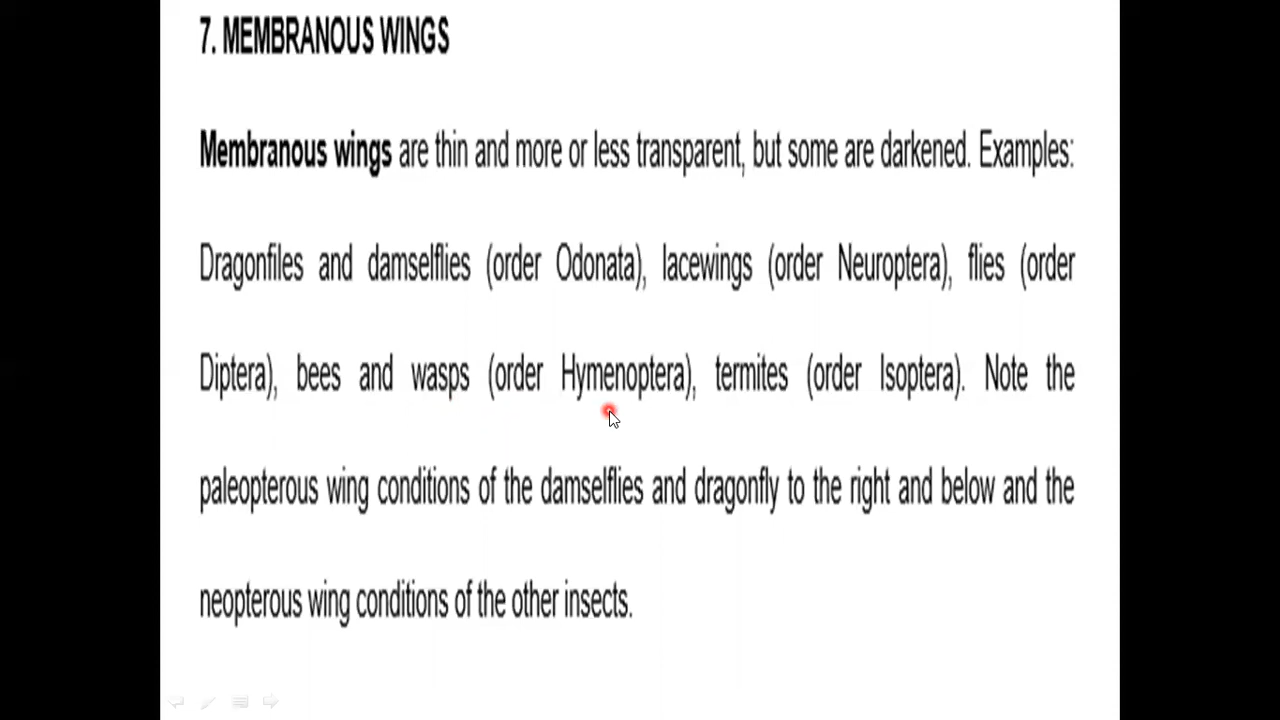 7. MEMBRANOUS WINGS
Membranous wings are thin and more or less transparent, but some are darkened. Examples:
Dragonfiles and damselflies (order Odonata), lacewings (order Neuroptera), flies (order
Diptera), bees and wasps (order Hymenoptera), termites (order Isoptera). Note the
paleopterous wing conditions of the damselflies and dragonfly to the right and below and the
neopterous wing conditions of the other insects.